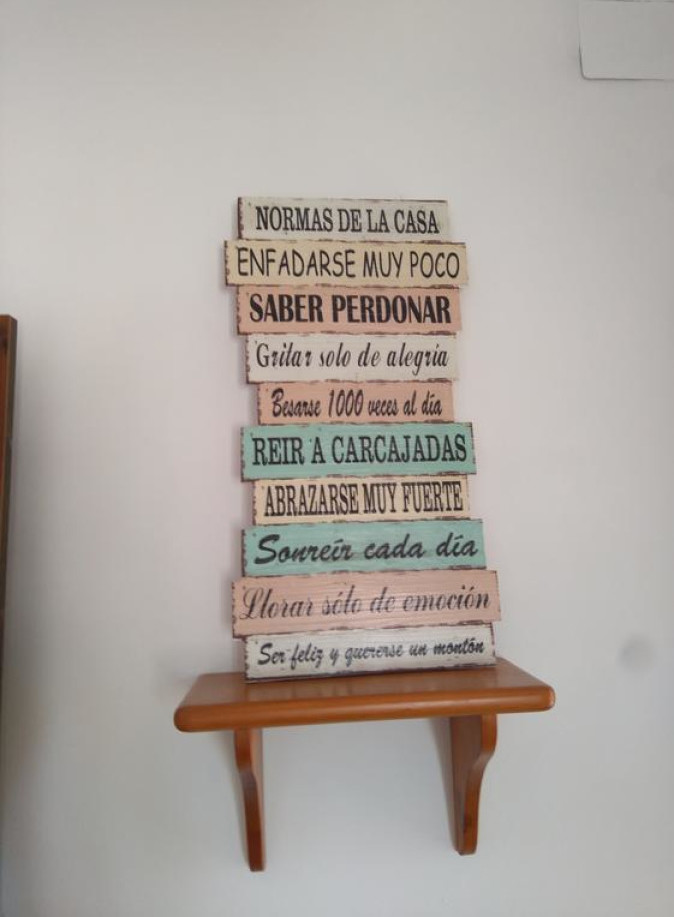 NORMAS DE LA CASA
ENFADARSE MUY POCO
SABER PERDONAR
Gritar solo de alegría
Besarse 1000 veces al día
REIR A CARCAJADAS
ABRAZARSE MUY FUERTE
Sonreír cada día
Llorar sólo de emoción
Ser feliz y quererse un montón